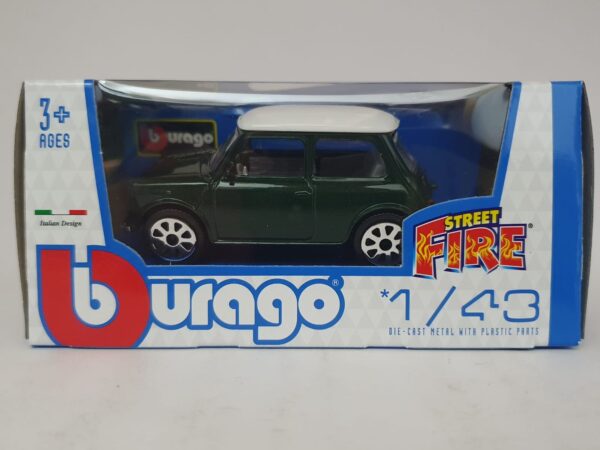 3+
AGES
burago
Italian Design
STREET
FIRE®
burago®
*1/43
DIE-CAST METAL WITH PLASTIC PARTS